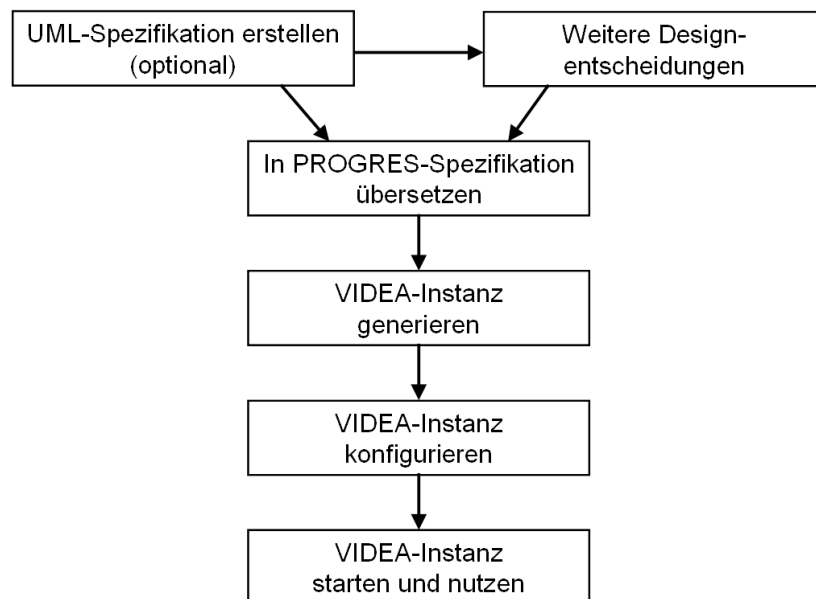 UML-Spezifikation erstellen
(optional)
Weitere Design-
entscheidungen
In PROGRES-Spezifikation
übersetzen
VIDEA-Instanz
generieren
VIDEA-Instanz
konfigurieren
VIDEA-Instanz
starten und nutzen